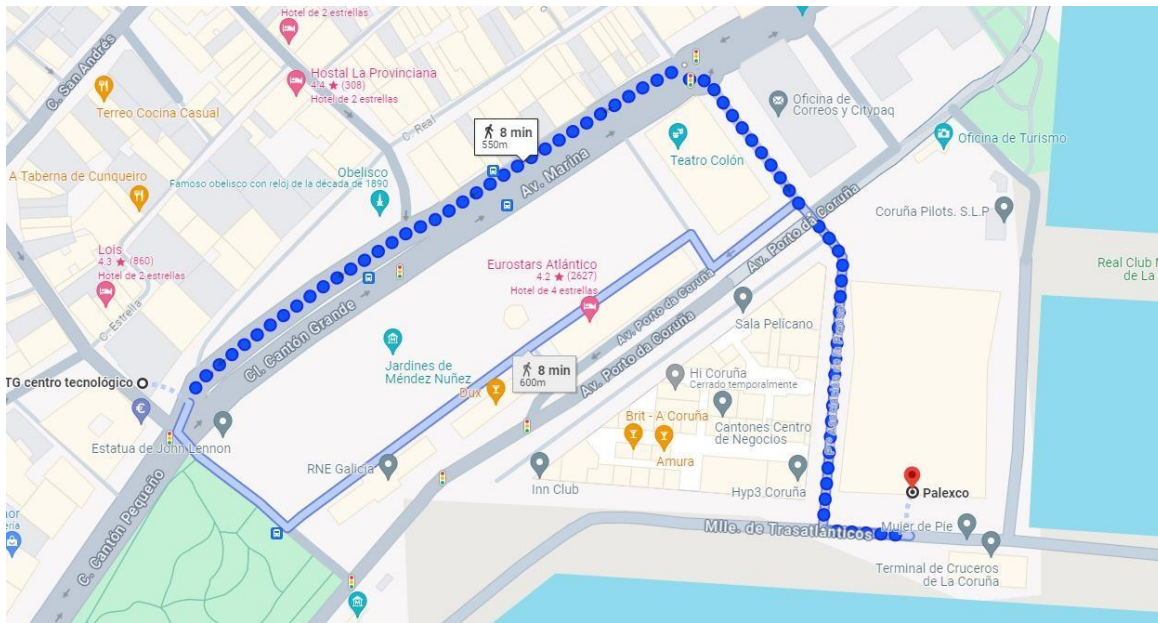 Hotel de 2 estrellas
C. San Andrés
Hostal La Provinciana
4.4 ★ (308)
Hotel de 2 estrellas
Terreo Cocina Casual
C. Real
8 min
550m
Oficina de
Correos y Citypaq
Teatro Colón
Oficina de Turismo
Av. Marina
Obelisco
Famoso obelisco con reloj de la década de 1890
A Taberna de Cunqueiro
Coruña Pilots. S.L.P
Av. Porto da Coruña
Lois
4.3 ★ (860)
Hotel de 2 estrellas
Eurostars Atlántico
4.2 ★ (2627)
Hotel de 4 estrellas
Real Club
de La
C. Estrella
Cl. Cantón Grande
Av. Porto da Coruña
Sala Pelícano
Av. Porto da Coruña
Jardines de
Méndez Nuñez
8 min
600m
Hi Coruña
Cerrado temporalmente
TG centro tecnológico
Dux
Brit - A Coruña
Cantones Centro
de Negocios
Estatua de John Lennon
Amura
RNE Galicia
Inn Club
Hyp3 Coruña
Palexco
C. Cantón Pequeño
Mlle. de Trasatlánticos
Mujer de Pie
Terminal de Cruceros
de La Coruña